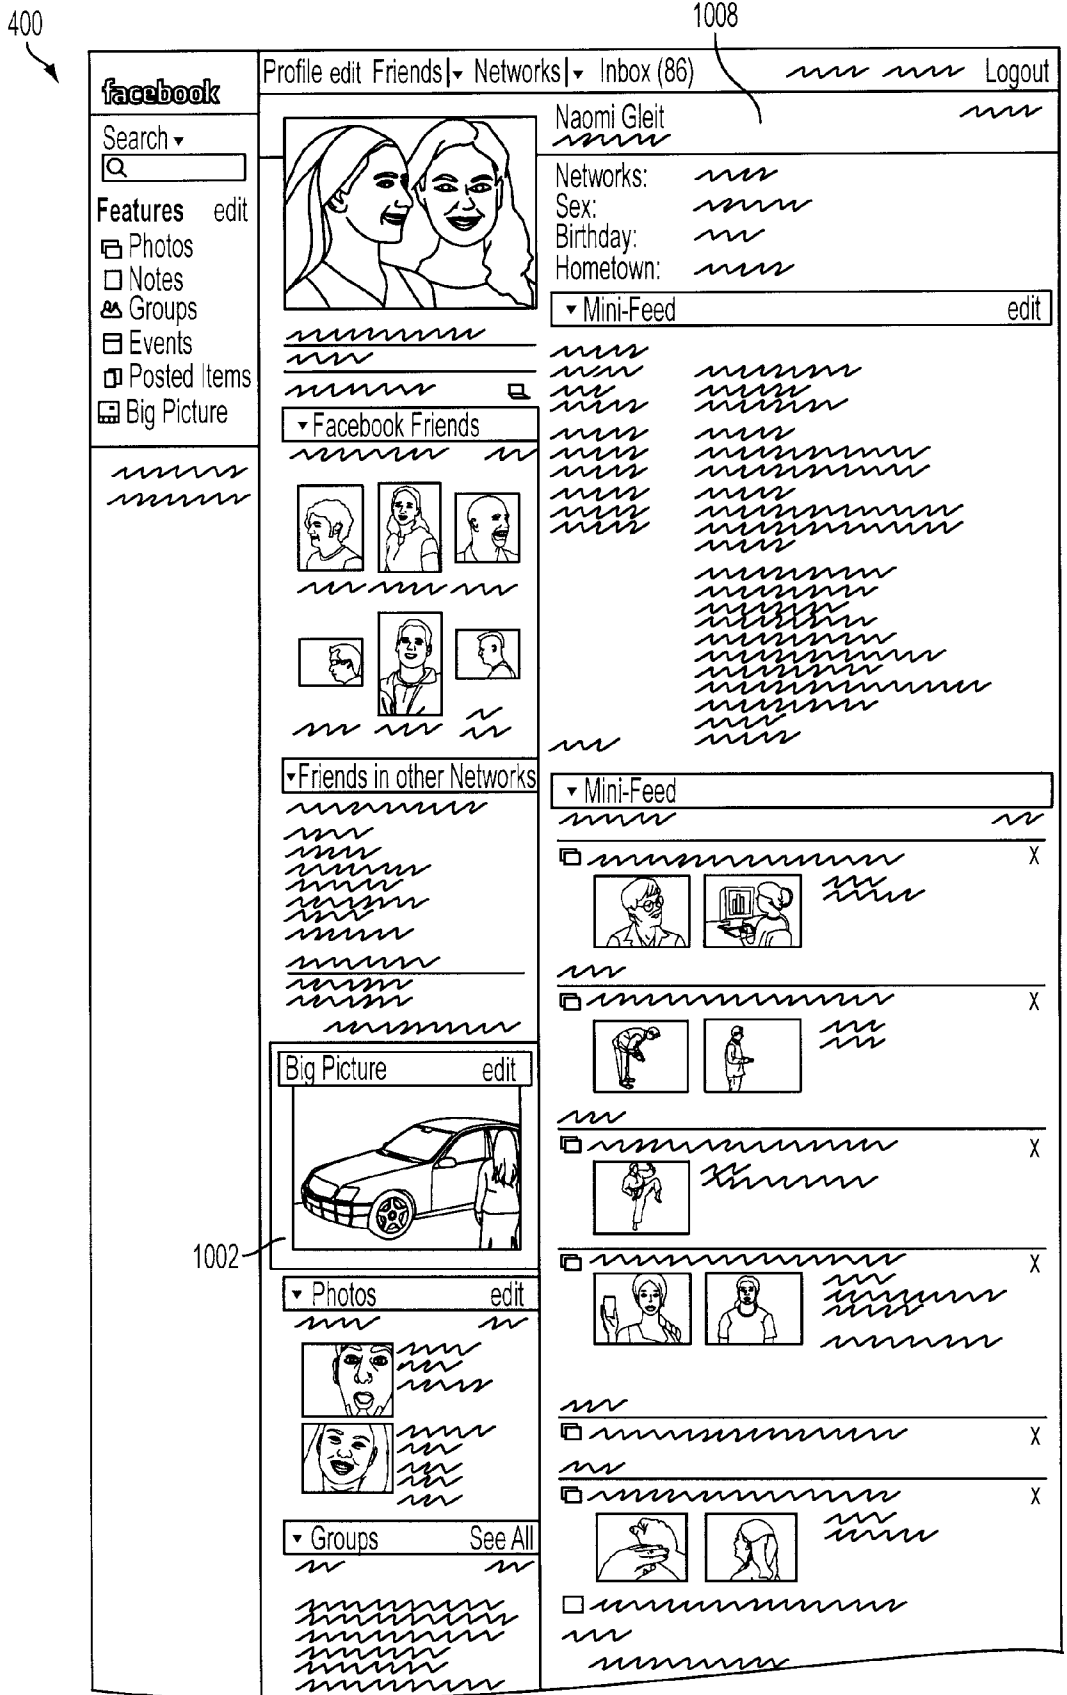 400
1008
facebook
Profile edit Friends Networks Inbox (86) Logout
Search
Features edit
Photos
Notes
Groups
Events
Posted Items
Big Picture
Naomi Gleit
Networks:
Sex:
Birthday:
Hometown:
Mini-Feed edit
Facebook Friends
Friends in other Networks
Big Picture edit
1002
Photos edit
Groups See All
Mini-Feed
X
X
X
X
X
X